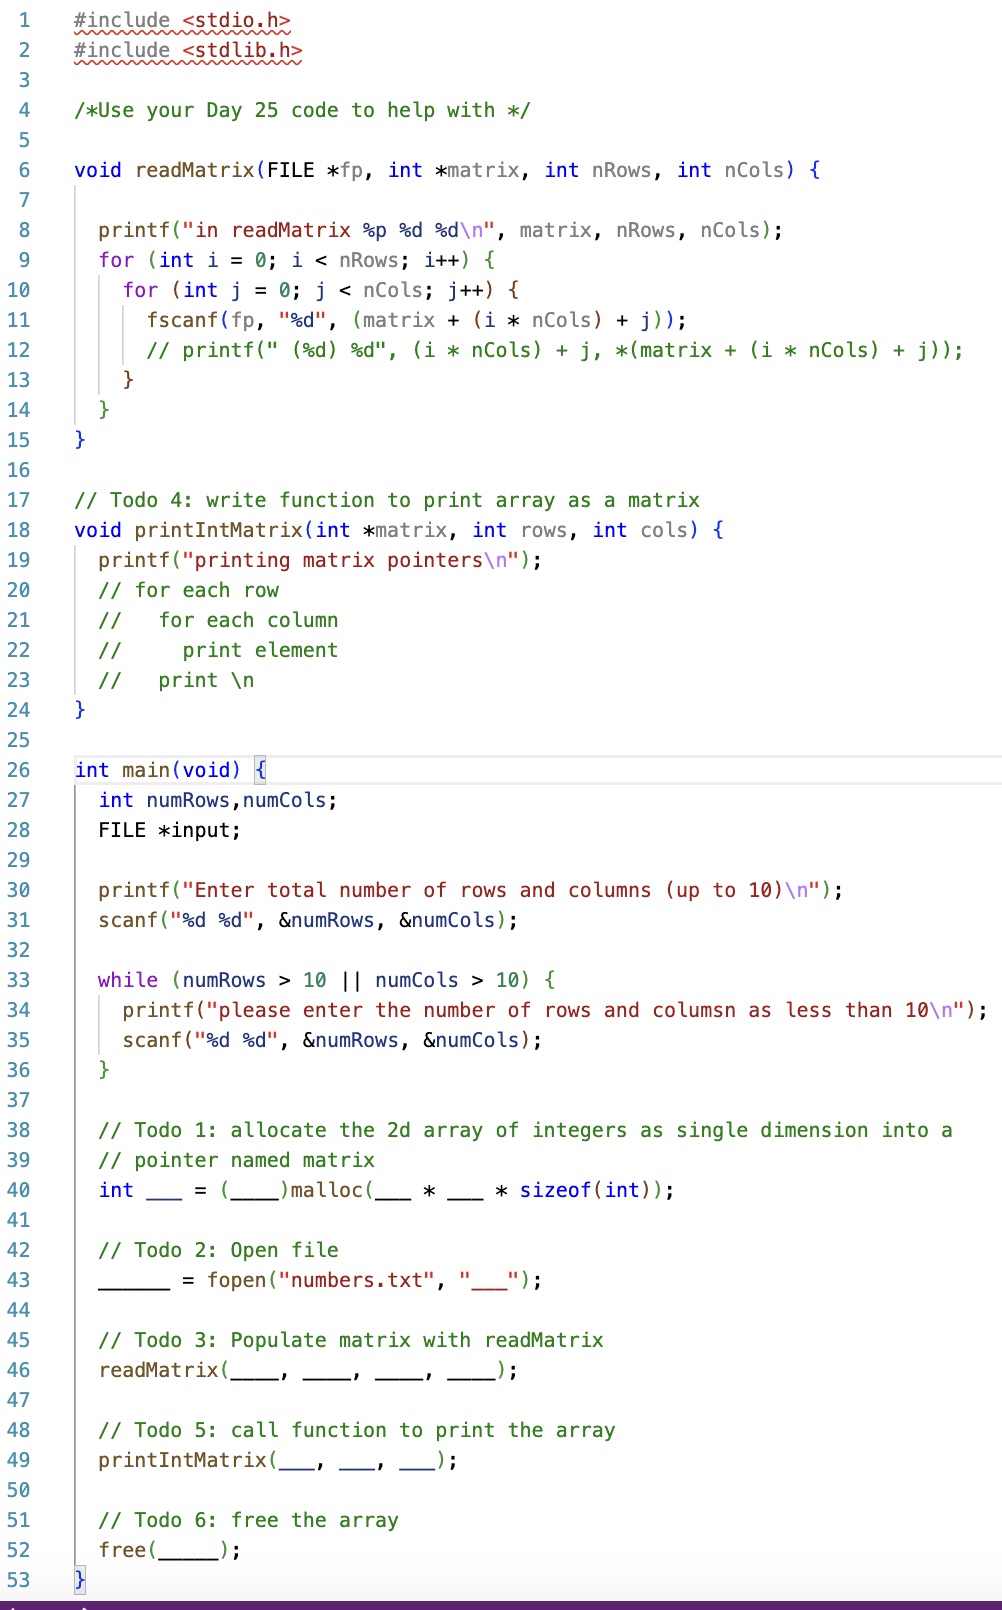 1 #include <stdio.h>
2 #include <stdlib.h>
3
4 /*Use your Day 25 code to help with */
5
6 void readMatrix(FILE *fp, int *matrix, int nRows, int nCols) {
7
8 printf("in readMatrix %p %d %d\n", matrix, nRows, nCols);
9 for (int i = 0; i < nRows; i++) {
10 for (int j = 0; j < nCols; j++) {
11 fscanf(fp, "%d", (matrix + (i * nCols) + j));
12 // printf(" (%d) %d", (i * nCols) + j, *(matrix + (i * nCols) + j));
13 }
14 }
15 }
16
17 // Todo 4: write function to print array as a matrix
18 void printIntMatrix(int *matrix, int rows, int cols) {
19 printf("printing matrix pointers\n");
20 // for each row
21 //   for each column
22 //     print element
23 //   print \n
24 }
25
26 int main(void) {
27 int numRows,numCols;
28 FILE *input;
29
30 printf("Enter total number of rows and columns (up to 10)\n");
31 scanf("%d %d", &numRows, &numCols);
32
33 while (numRows > 10 || numCols > 10) {
34 printf("please enter the number of rows and columsn as less than 10\n");
35 scanf("%d %d", &numRows, &numCols);
36 }
37
38 // Todo 1: allocate the 2d array of integers as single dimension into a
39 // pointer named matrix
40 int ___ = (____)malloc(___ * ___ * sizeof(int));
41
42 // Todo 2: Open file
43 ______ = fopen("numbers.txt", "___");
44
45 // Todo 3: Populate matrix with readMatrix
46 readMatrix(____, ____, ____, ____);
47
48 // Todo 5: call function to print the array
49 printIntMatrix(___, ___, ___);
50
51 // Todo 6: free the array
52 free(_____);
53 }